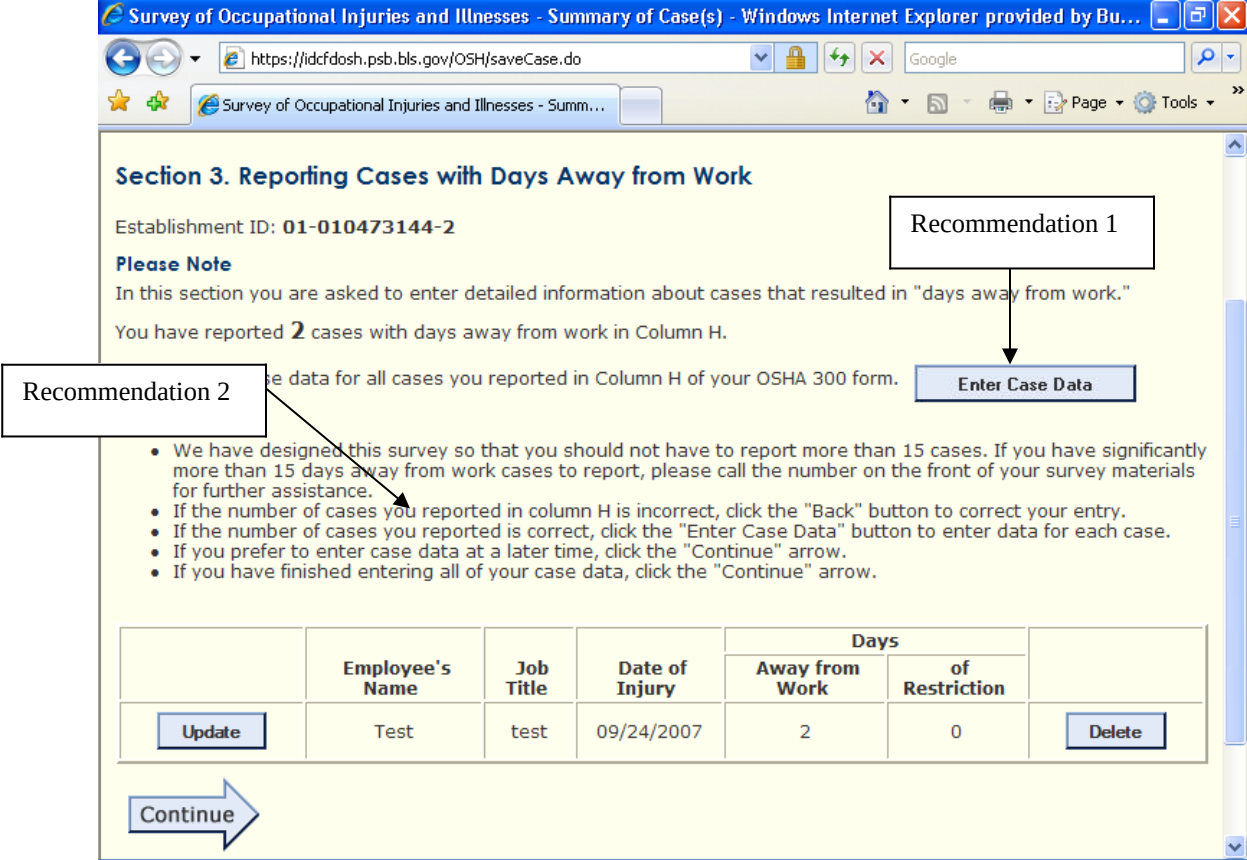 Survey of Occupational Injuries and Illnesses - Summary of Case(s) - Windows Internet Explorer provided by Bu...
https://idcfdosh.psb.bls.gov/OSH/saveCase.do
Google
Survey of Occupational Injuries and Illnesses - Summ...
Page
Tools
»
Section 3. Reporting Cases with Days Away from Work
Recommendation 1
Establishment ID: 01-010473144-2
Please Note
In this section you are asked to enter detailed information about cases that resulted in "days away from work."
You have reported 2 cases with days away from work in Column H.
Recommendation 2
se data for all cases you reported in Column H of your OSHA 300 form.
Enter Case Data
• We have designed this survey so that you should not have to report more than 15 cases. If you have significantly
more than 15 days away from work cases to report, please call the number on the front of your survey materials
for further assistance.
• If the number of cases you reported in column H is incorrect, click the "Back" button to correct your entry.
• If the number of cases you reported is correct, click the "Enter Case Data" button to enter data for each case.
• If you prefer to enter case data at a later time, click the "Continue" arrow.
• If you have finished entering all of your case data, click the "Continue" arrow.
Days
Employee's Name
Job Title
Date of Injury
Away from Work
of Restriction
Update Test test 09/24/2007 2 0 Delete
Continue